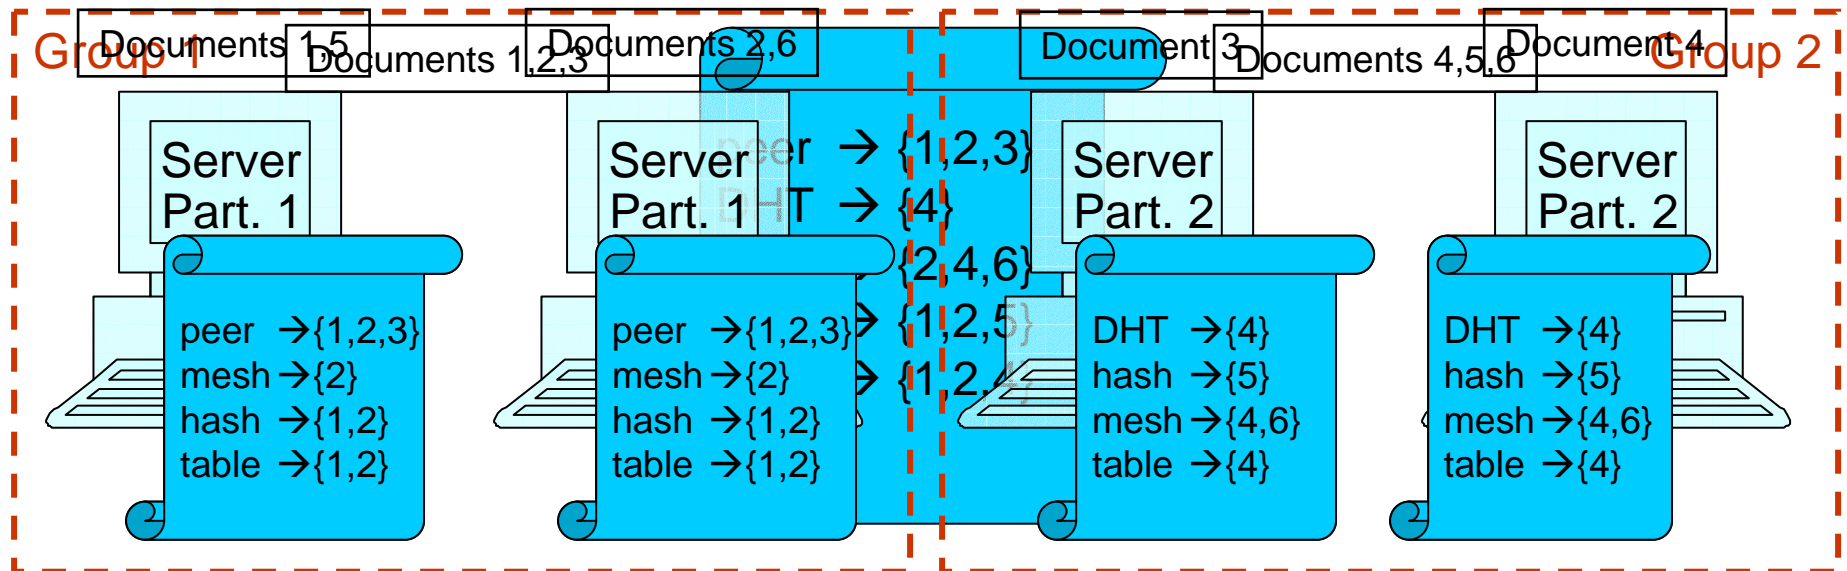 Group 1
Documents 1,5
Documents 1,2,3
Documents 2,6
Document 3
Documents 4,5,6
Document 4
Group 2
Server
Part. 1
Server
Part. 1
Server
Part. 2
Server
Part. 2
peer → {1,2,3}
DHT → {4}
{2,4,6}
→ {1,2,5}
→ {1,2,4}
peer →{1,2,3}
mesh→{2}
hash →{1,2}
table →{1,2}
peer →{1,2,3}
mesh→{2}
hash →{1,2}
table →{1,2}
DHT →{4}
hash →{5}
mesh→{4,6}
table →{4}
DHT →{4}
hash →{5}
mesh→{4,6}
table →{4}